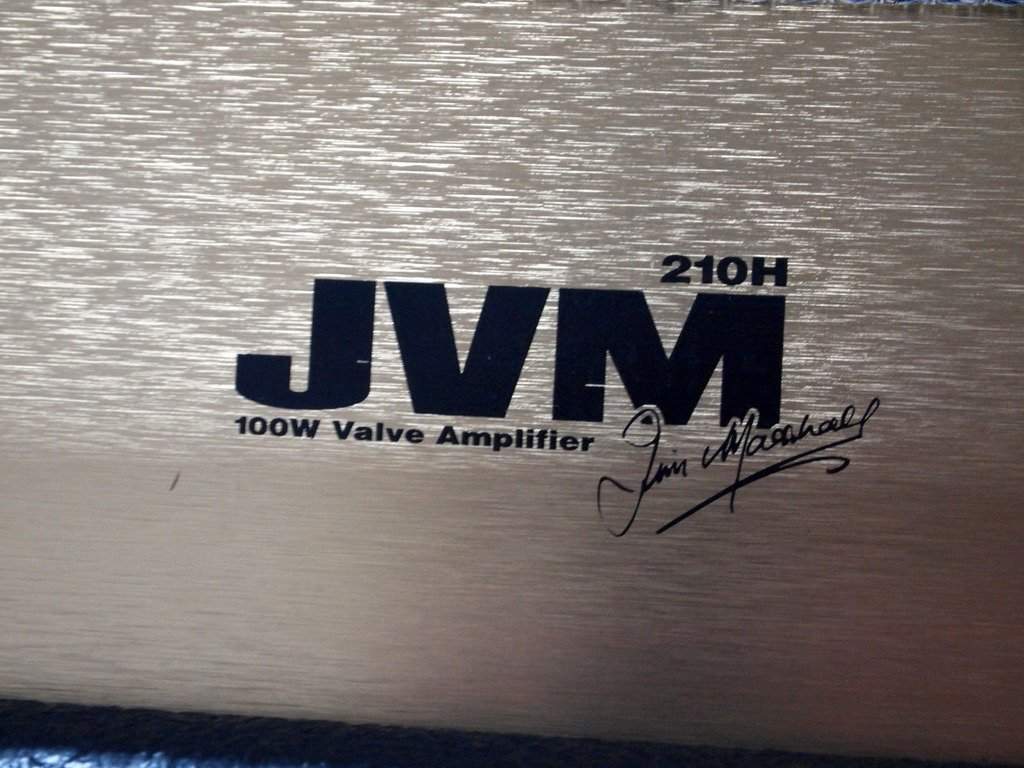 210H
JVM
100W Valve Amplifier
Jim Marshall